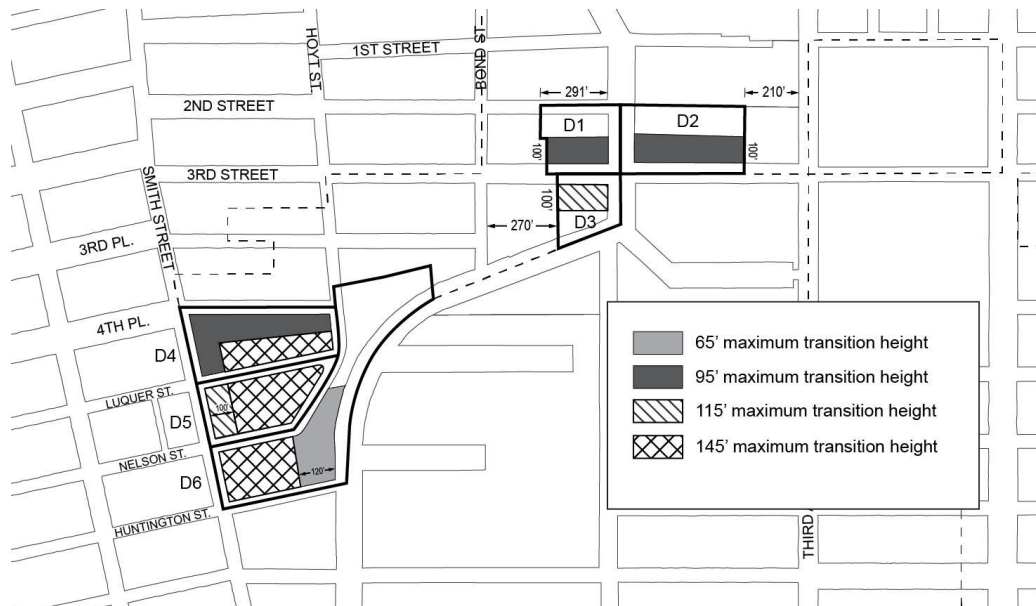 HOYT ST.
1ST STREET
BOND ST.
2ND STREET
291'
210'
D1
D2
100'
100'
SMITH STREET
3RD STREET
100'
D3
270'
3RD PL.
4TH PL.
D4
LUQUER ST.
100'
D5
NELSON ST.
D6
120'
HUNTINGTON ST.
65' maximum transition height
95' maximum transition height
115' maximum transition height
145' maximum transition height
THIRD